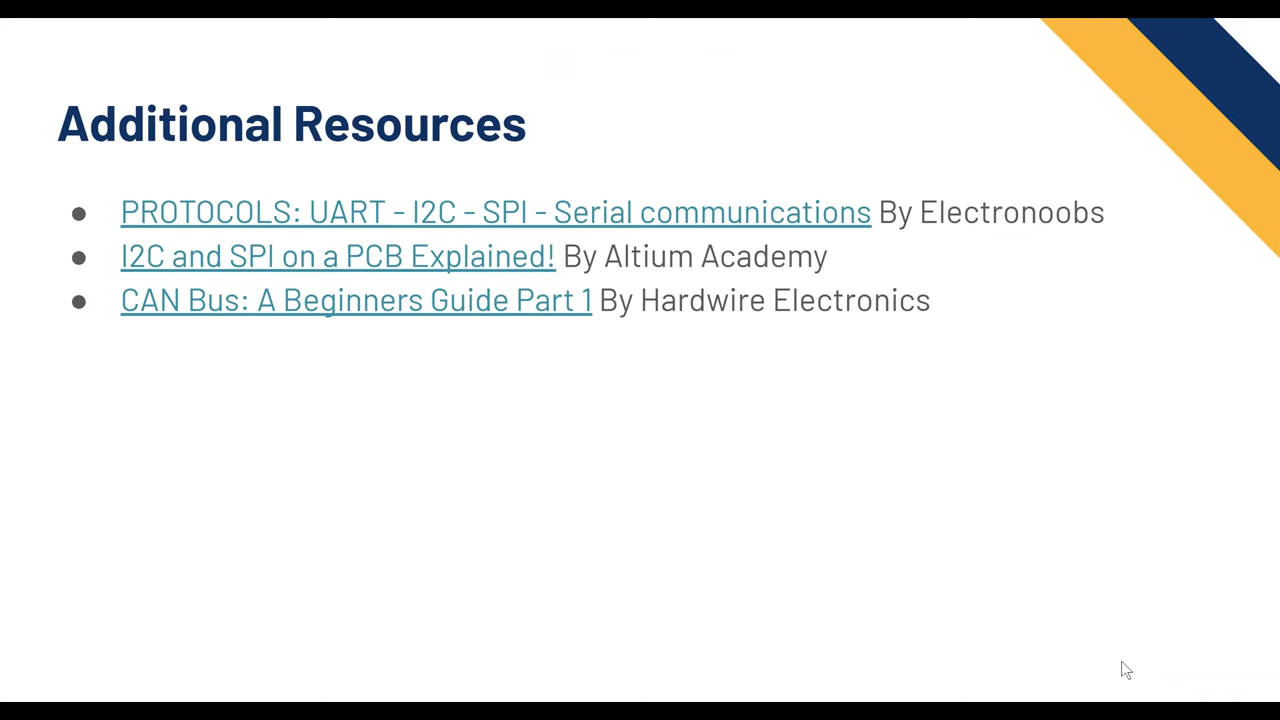 Additional Resources
● PROTOCOLS: UART - I2C - SPI - Serial communications By Electronoobs
● I2C and SPI on a PCB Explained! By Altium Academy
● CAN Bus: A Beginners Guide Part 1 By Hardwire Electronics